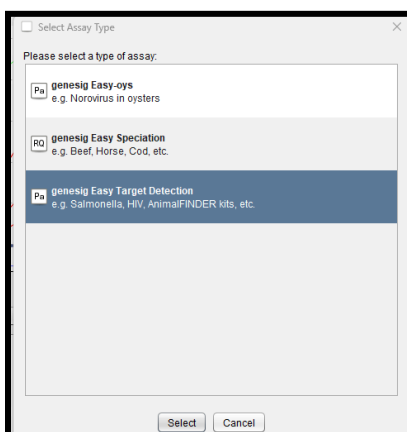 Select Assay Type
Please select a type of assay:
Pa genesig Easy-oys
e.g. Norovirus in oysters
RQ genesig Easy Speciation
e.g. Beef, Horse, Cod, etc.
Pa genesig Easy Target Detection
e.g. Salmonella, HIV, AnimalFINDER kits, etc.
Select Cancel